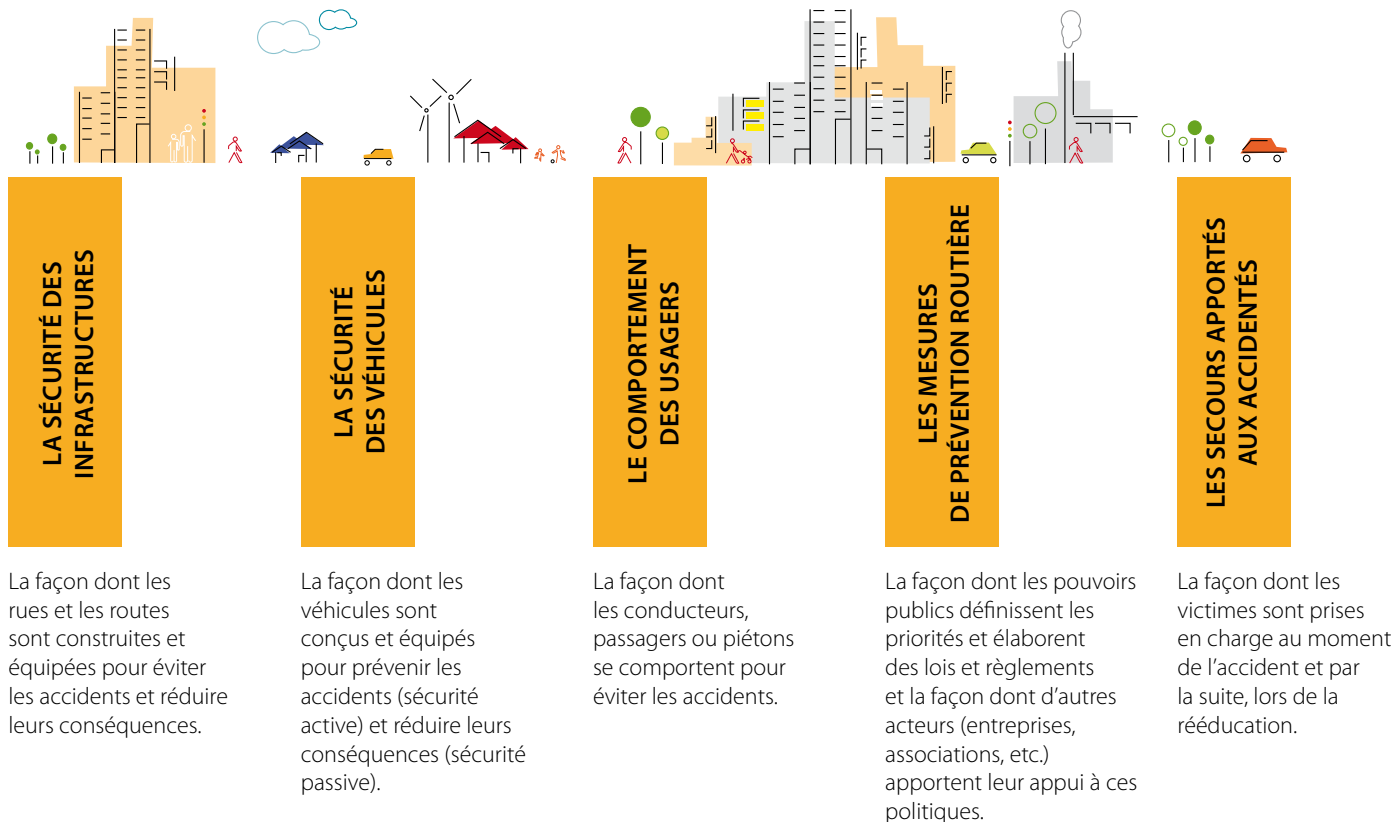 LA SÉCURITÉ DES
INFRASTRUCTURES
La façon dont les
rues et les routes
sont construites et
équipées pour éviter
les accidents et réduire
leurs conséquences.
LA SÉCURITÉ
DES VÉHICULES
La façon dont les
véhicules sont
conçus et équipés
pour prévenir les
accidents (sécurité
active) et réduire leurs
conséquences (sécurité
passive).
LE COMPORTEMENT
DES USAGERS
La façon dont
les conducteurs,
passagers ou piétons
se comportent pour
éviter les accidents.
LES MESURES
DE PRÉVENTION ROUTIÈRE
La façon dont les pouvoirs
publics définissent les
priorités et élaborent
des lois et règlements
et la façon dont d’autres
acteurs (entreprises,
associations, etc.)
apportent leur appui à ces
politiques.
LES SECOURS APPORTÉS
AUX ACCIDENTÉS
La façon dont les
victimes sont prises
en charge au moment
de l’accident et par
la suite, lors de la
rééducation.